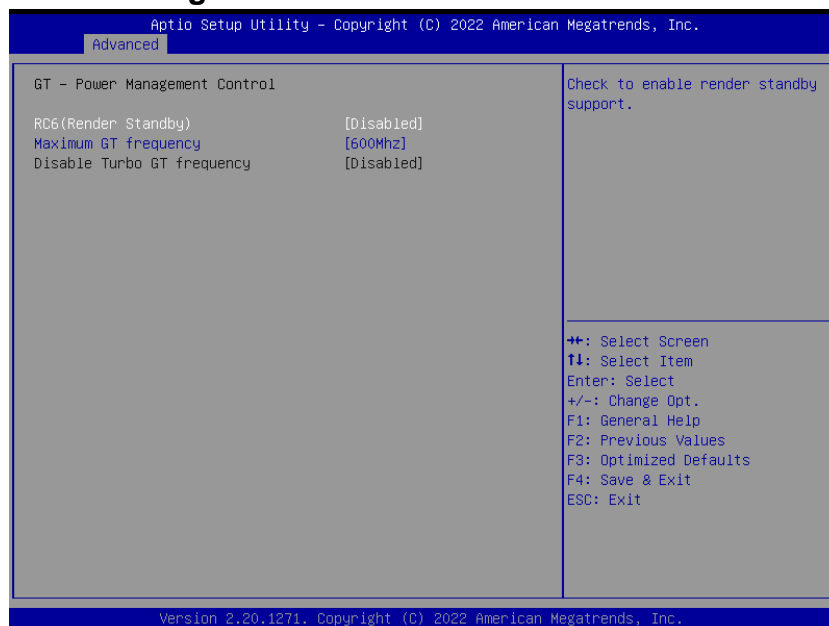 Aptio Setup Utility – Copyright (C) 2022 American Megatrends, Inc.
Advanced
GT – Power Management Control
RC6(Render Standby) [Disabled]
Maximum GT frequency [600Mhz]
Disable Turbo GT frequency [Disabled]
Check to enable render standby
support.
→←: Select Screen
↑↓: Select Item
Enter: Select
+/-: Change Opt.
F1: General Help
F2: Previous Values
F3: Optimized Defaults
F4: Save & Exit
ESC: Exit
Version 2.20.1271. Copyright (C) 2022 American Megatrends, Inc.